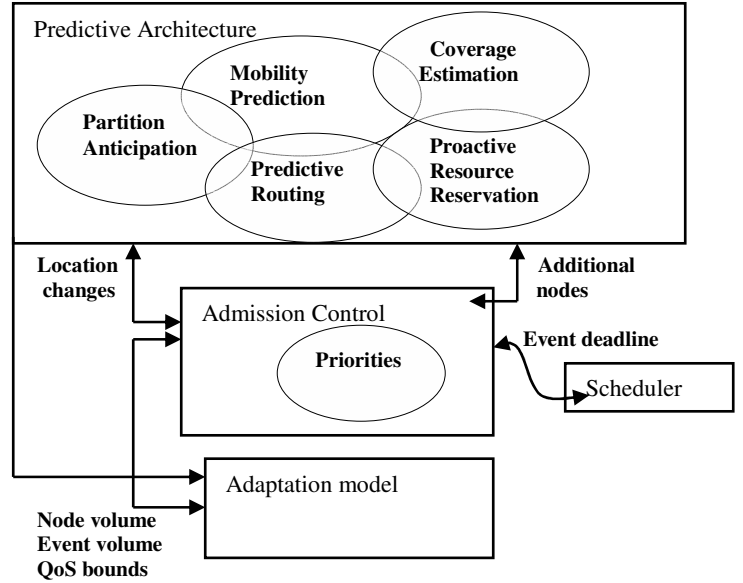 Predictive Architecture
Coverage
Estimation
Mobility
Prediction
Partition
Anticipation
Predictive
Routing
Proactive
Resource
Reservation
Location
changes
Additional
nodes
Admission Control
Priorities
Event deadline
Scheduler
Adaptation model
Node volume
Event volume
QoS bounds